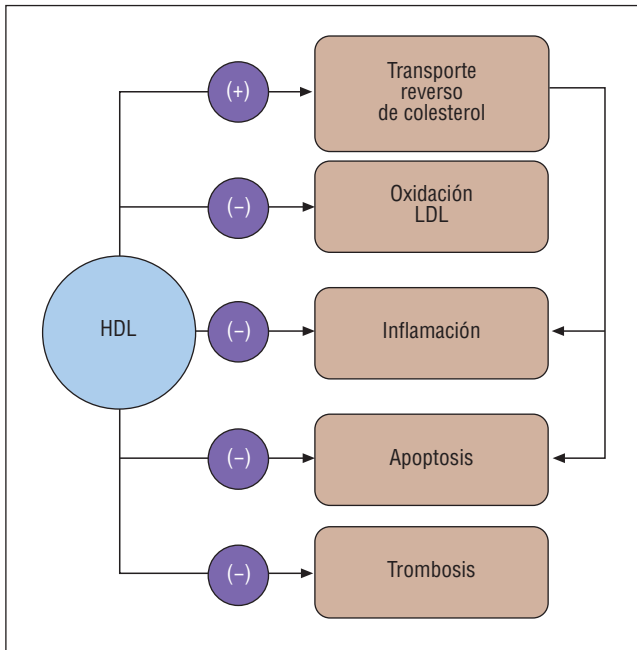 (+)
Transporte
reverso
de colesterol
(–)
Oxidación
LDL
HDL
(–)
Inflamación
(–)
Apoptosis
(–)
Trombosis